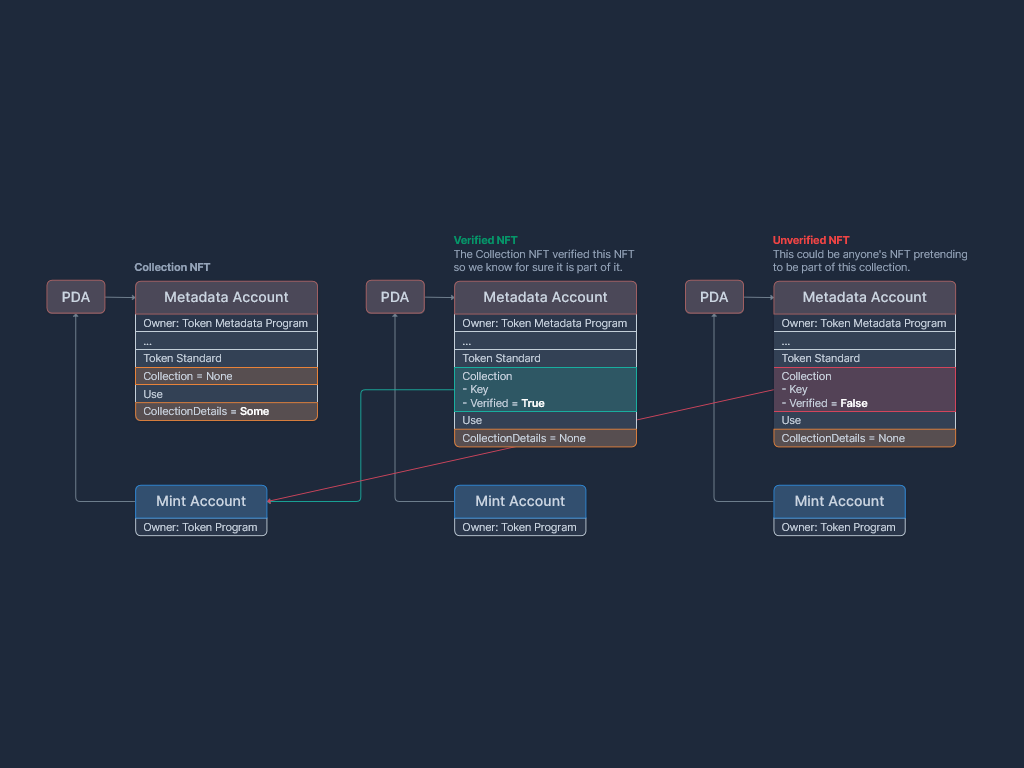 Collection NFT
PDA
Metadata Account
Owner: Token Metadata Program
...
Token Standard
Collection = None
Use
CollectionDetails = Some
Mint Account
Owner: Token Program
Verified NFT
The Collection NFT verified this NFT
so we know for sure it is part of it.
PDA
Metadata Account
Owner: Token Metadata Program
...
Token Standard
Collection
- Key
- Verified = True
Use
CollectionDetails = None
Mint Account
Owner: Token Program
Unverified NFT
This could be anyone's NFT pretending
to be part of this collection.
PDA
Metadata Account
Owner: Token Metadata Program
...
Token Standard
Collection
- Key
- Verified = False
Use
CollectionDetails = None
Mint Account
Owner: Token Program